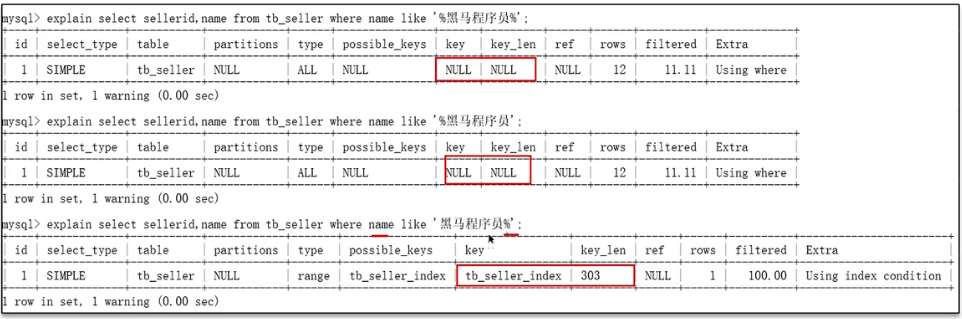 mysql> explain select sellerid,name from tb_seller where name like '%黑马程序员%';
| id | select_type | table | partitions | type | possible_keys | key | key_len | ref | rows | filtered | Extra |
| 1 | SIMPLE | tb_seller | NULL | ALL | NULL | NULL | NULL | NULL | 12 | 11.11 | Using where |
1 row in set, 1 warning (0.00 sec)
mysql> explain select sellerid,name from tb_seller where name like '%黑马程序员';
| id | select_type | table | partitions | type | possible_keys | key | key_len | ref | rows | filtered | Extra |
| 1 | SIMPLE | tb_seller | NULL | ALL | NULL | NULL | NULL | NULL | 12 | 11.11 | Using where |
1 row in set, 1 warning (0.00 sec)
mysql> explain select sellerid,name from tb_seller where name like '黑马程序员%';
| id | select_type | table | partitions | type | possible_keys | key | key_len | ref | rows | filtered | Extra |
| 1 | SIMPLE | tb_seller | NULL | range | tb_seller_index | tb_seller_index | 303 | NULL | 1 | 100.00 | Using index condition |
1 row in set, 1 warning (0.00 sec)